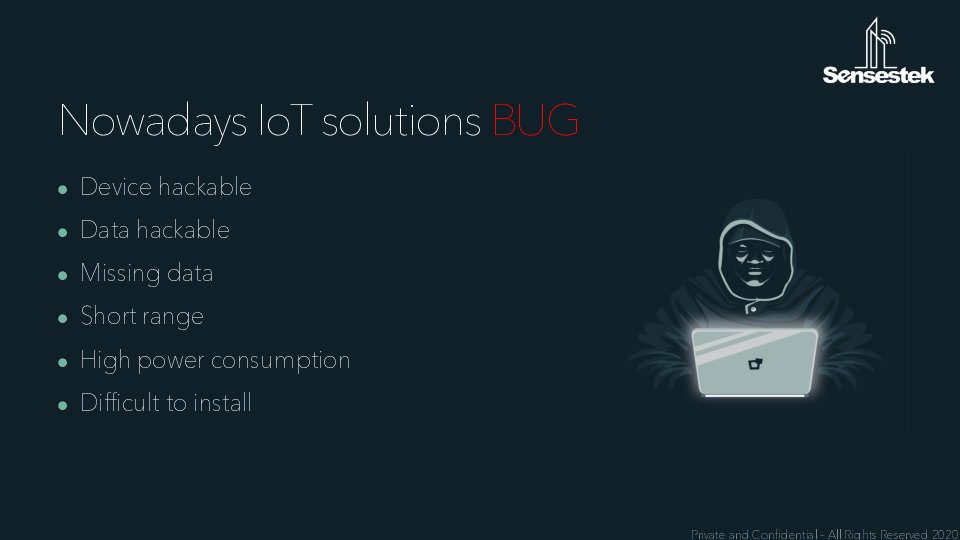 Sensestek
Nowadays IoT solutions BUG
Device hackable
Data hackable
Missing data
Short range
High power consumption
Difficult to install
Private and Confidential – All Rights Reserved 2020